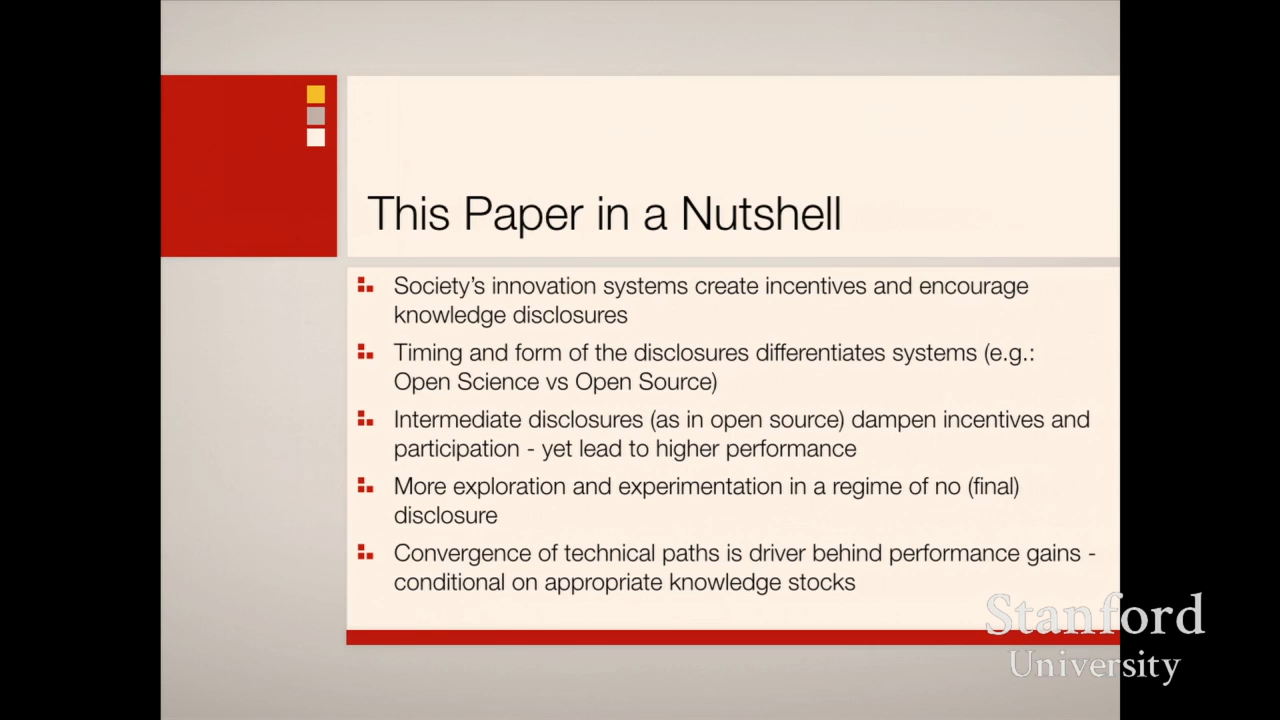 This Paper in a Nutshell
Society's innovation systems create incentives and encourage
knowledge disclosures
Timing and form of the disclosures differentiates systems (e.g.:
Open Science vs Open Source)
Intermediate disclosures (as in open source) dampen incentives and
participation - yet lead to higher performance
More exploration and experimentation in a regime of no (final)
disclosure
Convergence of technical paths is driver behind performance gains -
conditional on appropriate knowledge stocks
Stanford
University